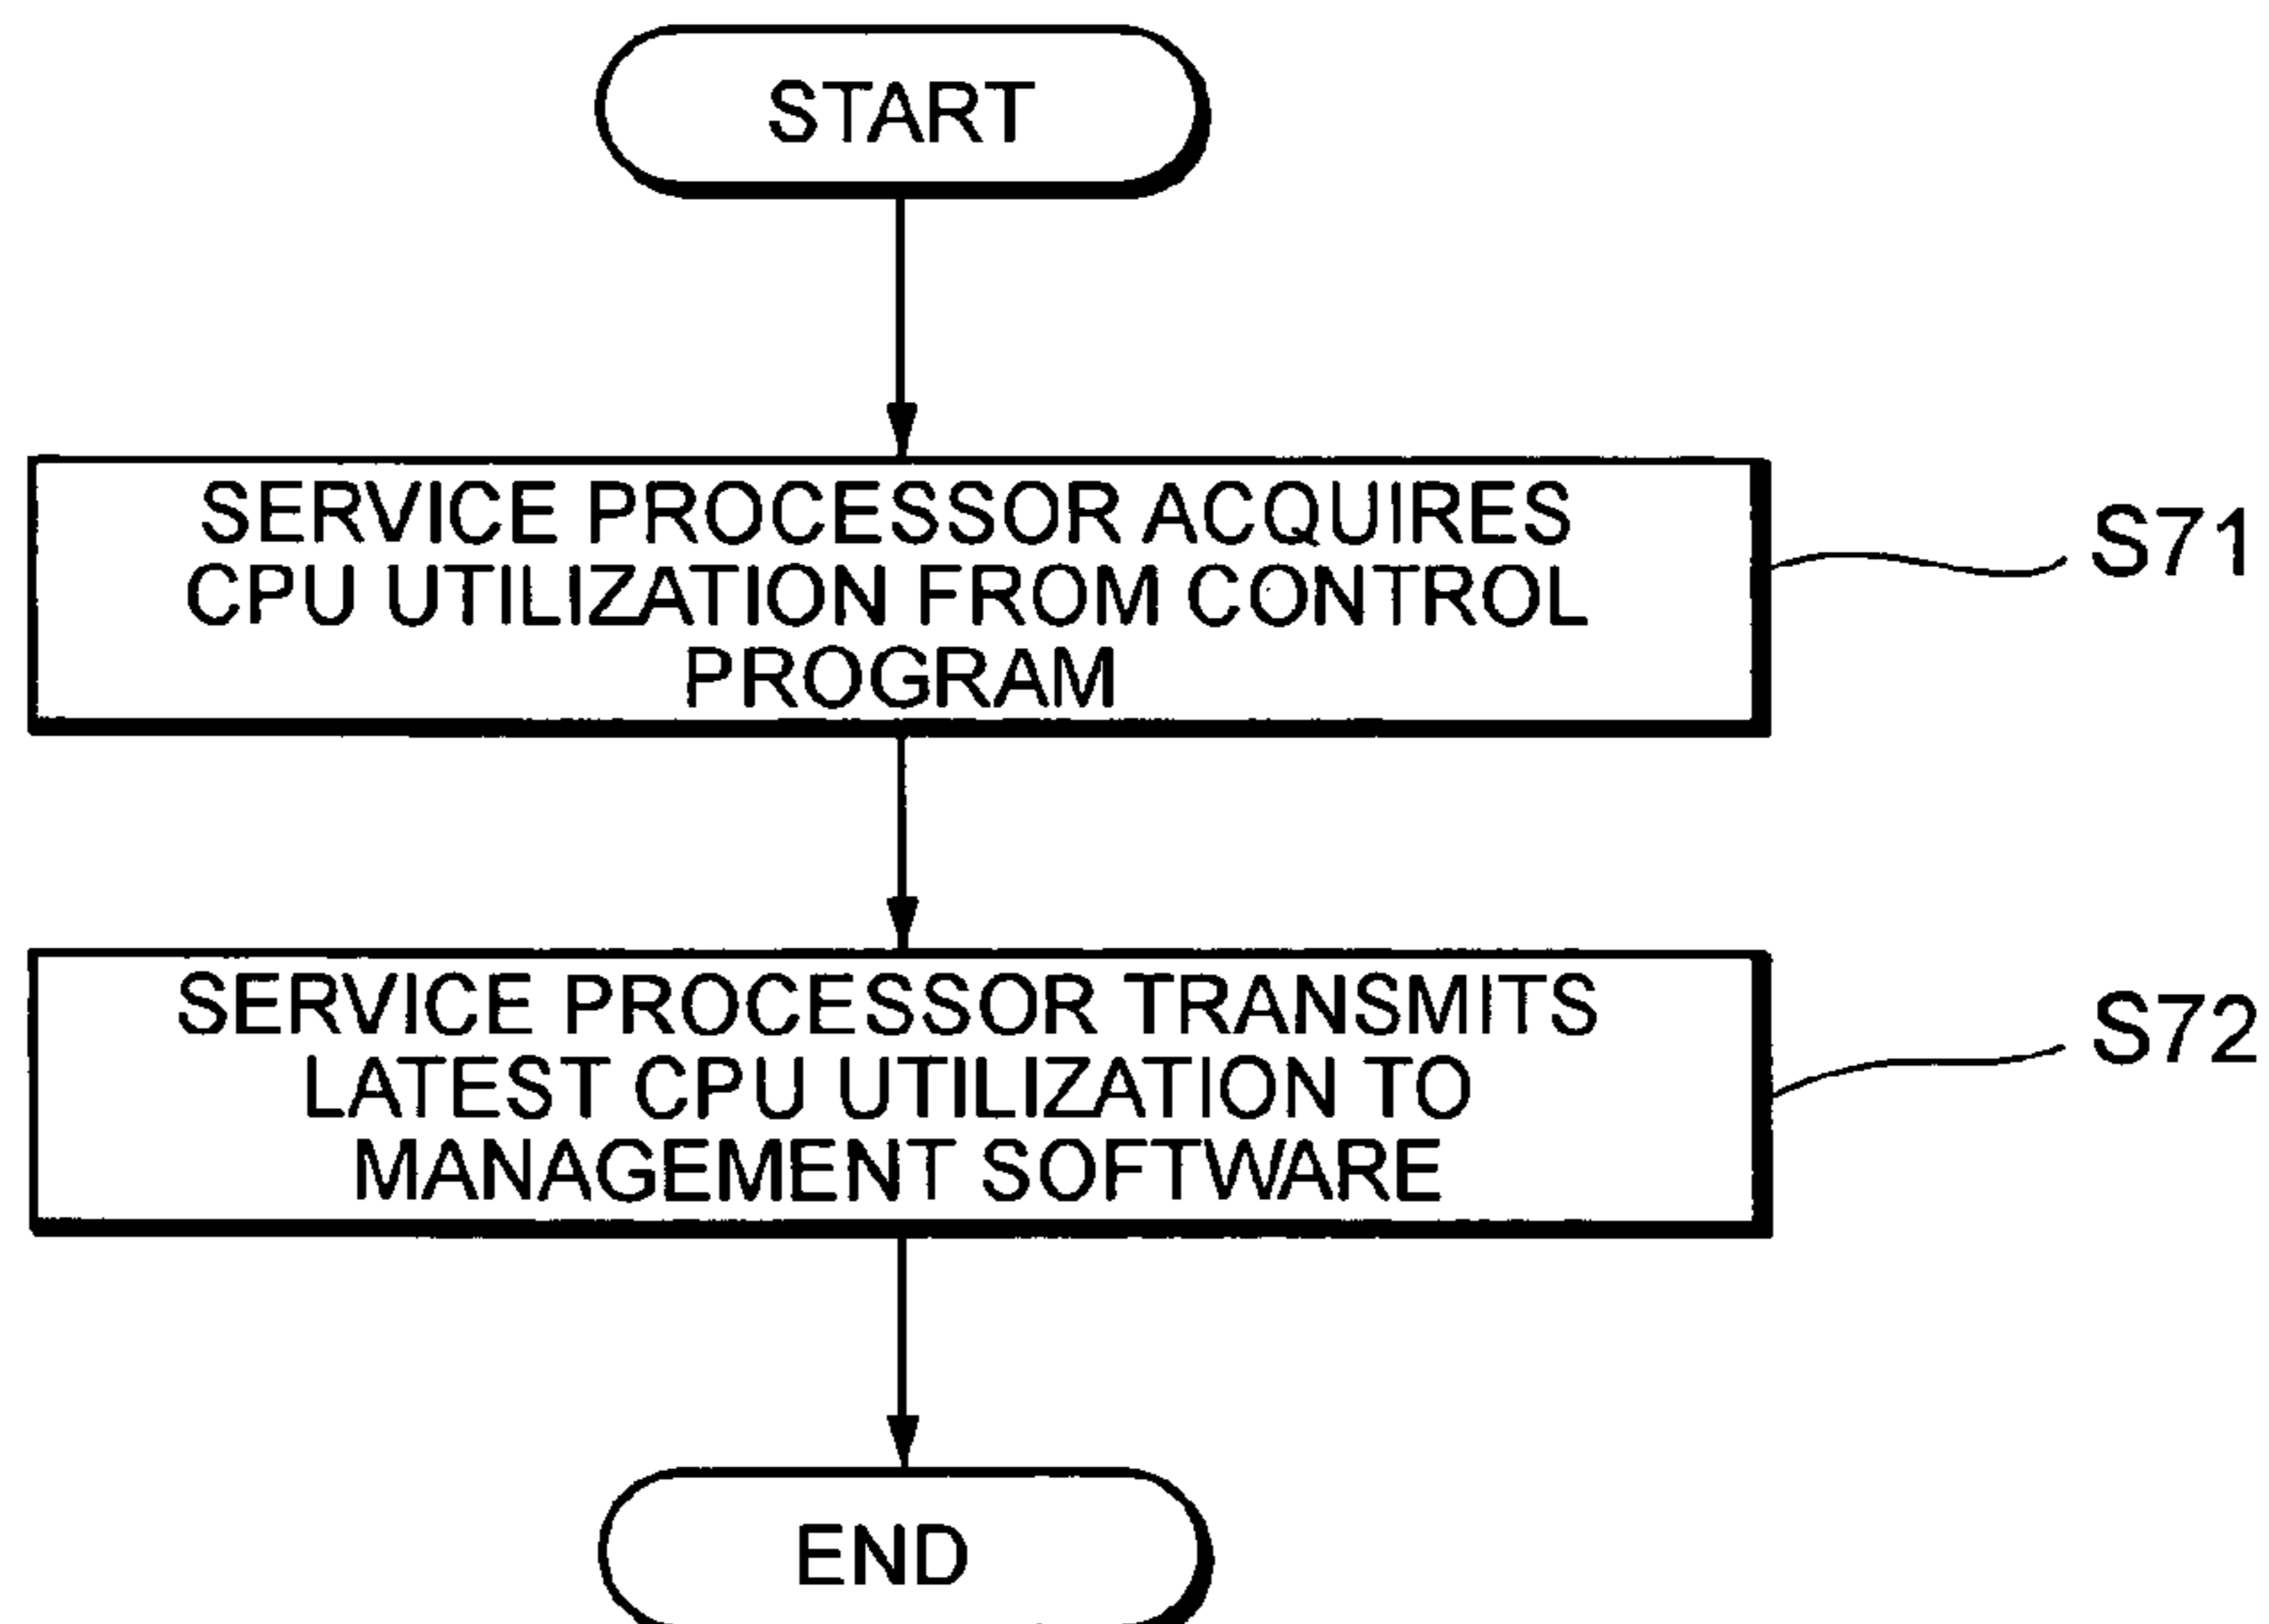 START
SERVICE PROCESSOR ACQUIRES
CPU UTILIZATION FROM CONTROL
PROGRAM
S71
SERVICE PROCESSOR TRANSMITS
LATEST CPU UTILIZATION TO
MANAGEMENT SOFTWARE
S72
END